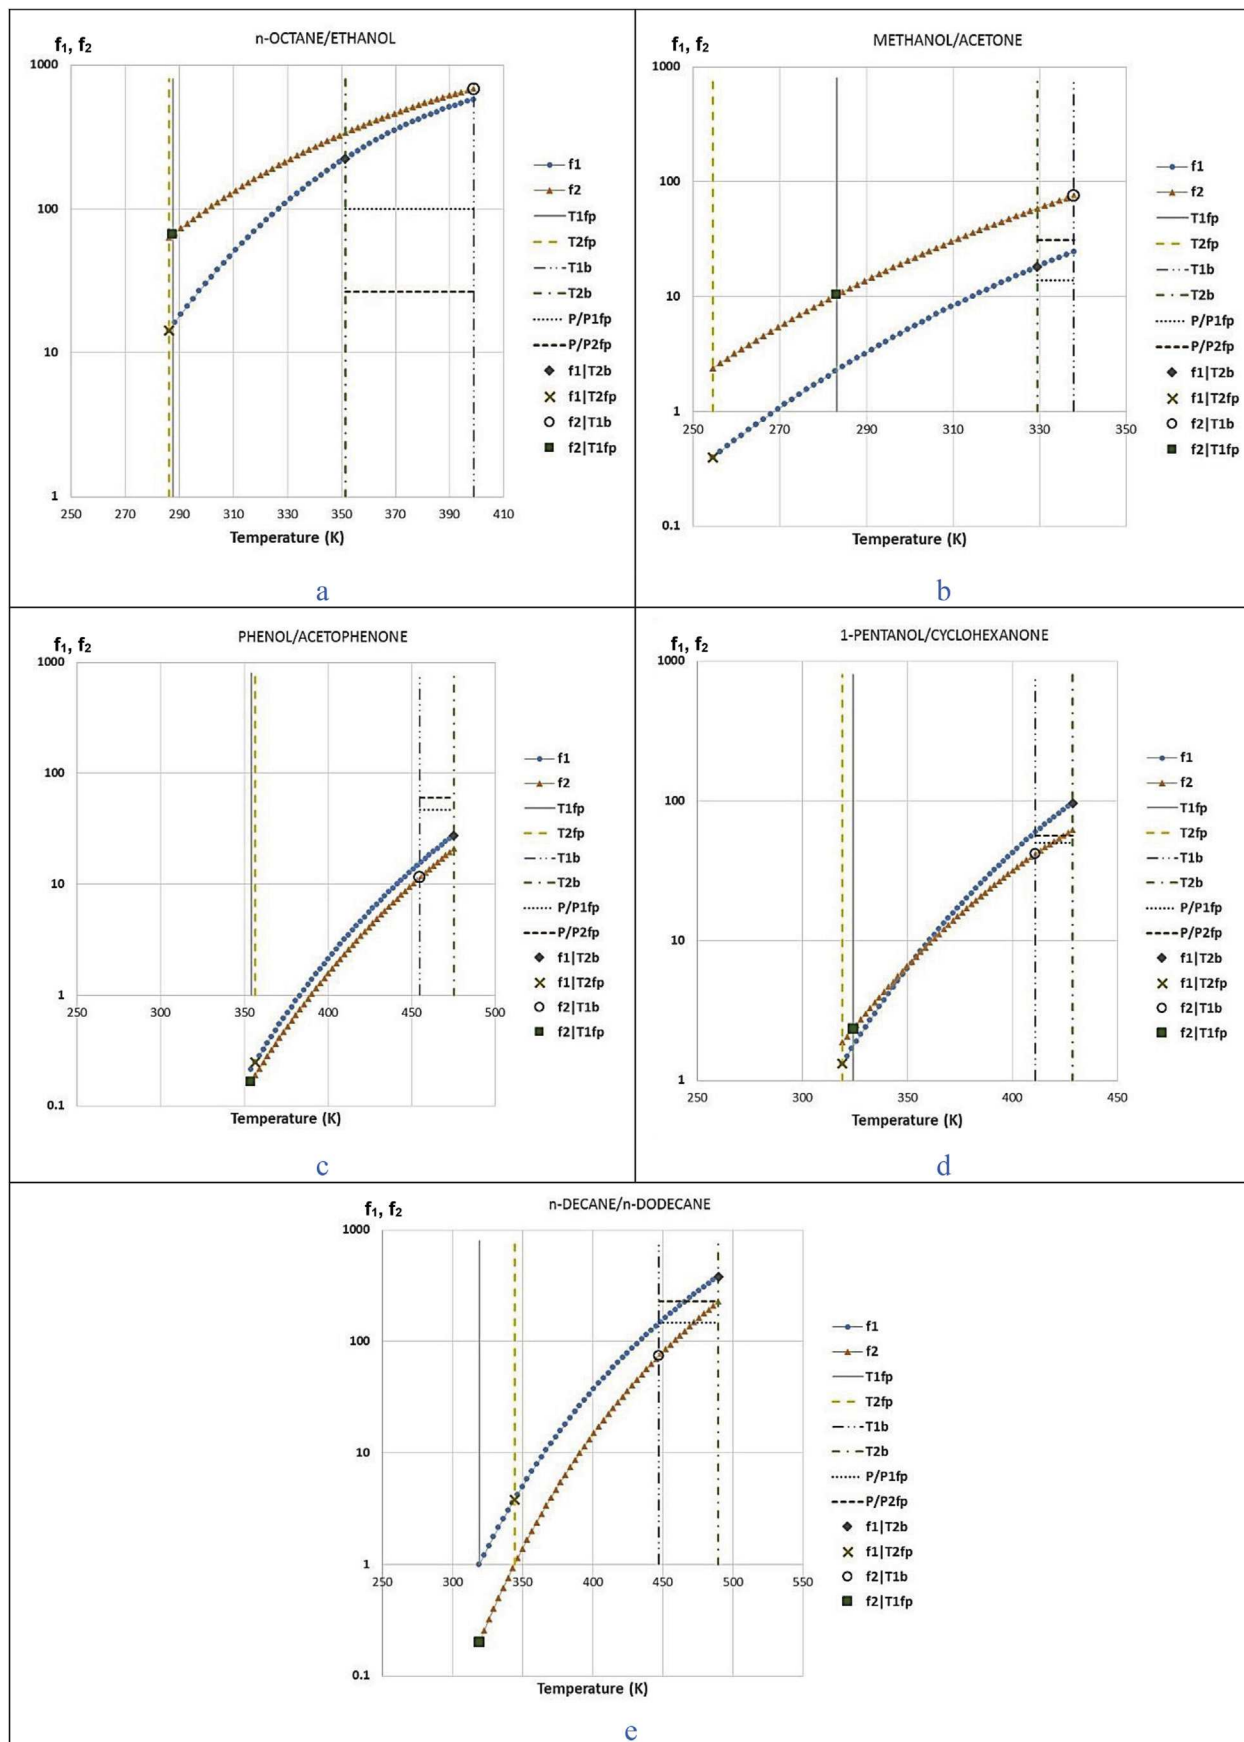 n-OCTANE/ETHANOL
f1, f2
1000
100
10
1
250 270 290 310 330 350 370 390 410
Temperature (K)
f1
f2
T1fp
T2fp
T1b
T2b
P/P1fp
P/P2fp
f1|T2b
f1|T2fp
f2|T1b
f2|T1fp
a
METHANOL/ACETONE
f1, f2
1000
100
10
1
250 270 290 310 330 350
0.1
Temperature (K)
f1
f2
T1fp
T2fp
T1b
T2b
P/P1fp
P/P2fp
f1|T2b
f1|T2fp
f2|T1b
f2|T1fp
b
PHENOL/ACETOPHENONE
f1, f2
1000
100
10
1
250 300 350 400 450 500
0.1
Temperature (K)
f1
f2
T1fp
T2fp
T1b
T2b
P/P1fp
P/P2fp
f1|T2b
f1|T2fp
f2|T1b
f2|T1fp
c
1-PENTANOL/CYCLOHEXANONE
f1, f2
1000
100
10
1
250 300 350 400 450
Temperature (K)
f1
f2
T1fp
T2fp
T1b
T2b
P/P1fp
P/P2fp
f1|T2b
f1|T2fp
f2|T1b
f2|T1fp
d
n-DECANE/n-DODECANE
f1, f2
1000
100
10
1
250 300 350 400 450 500 550
0.1
Temperature (K)
f1
f2
T1fp
T2fp
T1b
T2b
P/P1fp
P/P2fp
f1|T2b
f1|T2fp
f2|T1b
f2|T1fp
e